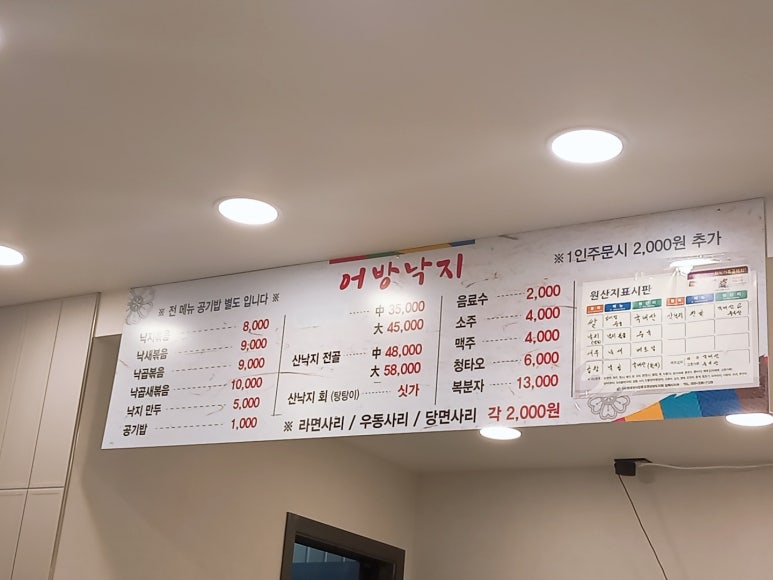 어방낙지
※1인주문시 2,000원 추가
※ 전 메뉴 공기밥 별도 입니다 ※
낙지볶음 8,000
낙새볶음 9,000
낙곱볶음 9,000
낙곱새볶음 10,000
낙지 만두 5,000
공기밥 1,000
中 35,000
大 45,000
산낙지 전골 中 48,000
大 58,000
산낙지 회 (탕탕이) 싯가
음료수 2,000
소주 4,000
맥주 4,000
청타오 6,000
복분자 13,000
※ 라면사리 / 우동사리 / 당면사리 각 2,000원
원산지표시판
쌀 국내산